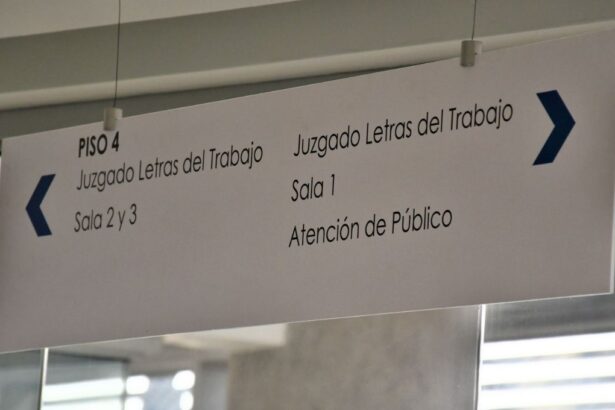 PISO 4
Juzgado Letras del Trabajo
Sala 2 y 3
Juzgado Letras del Trabajo
Sala 1
Atención de Público